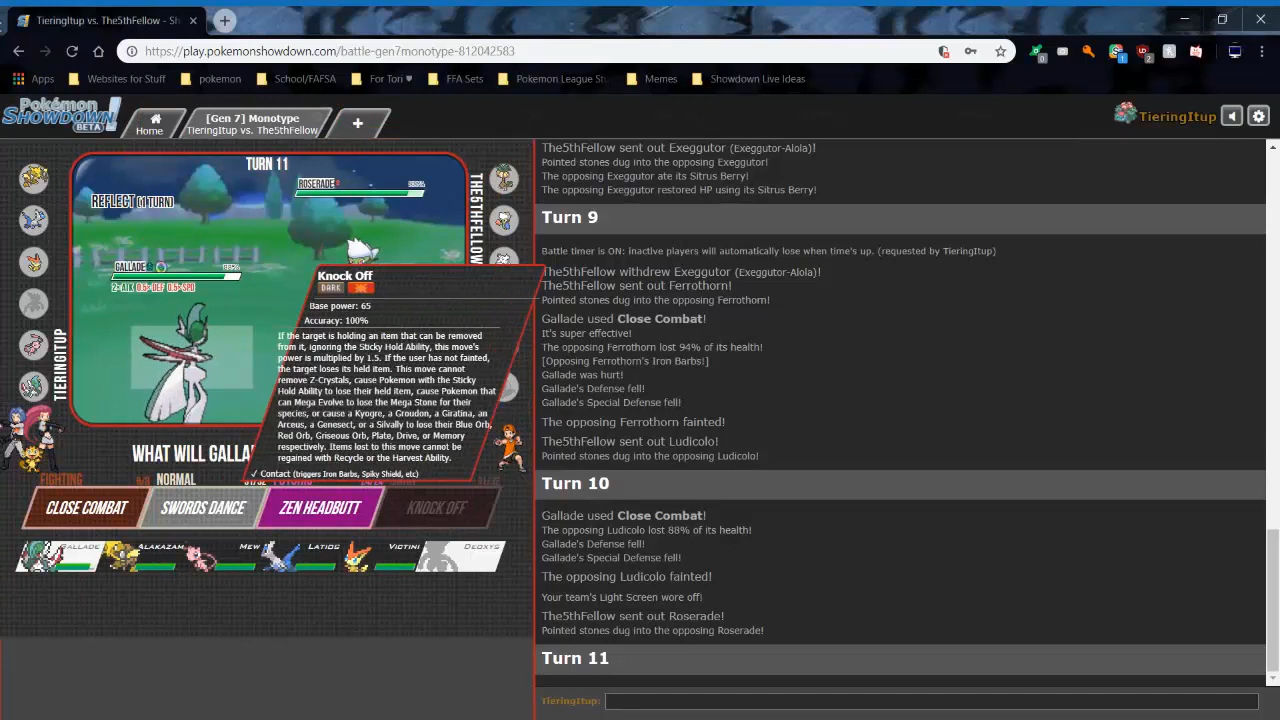 TieringItup vs. The5thFellow - Sh
https://play.pokemonshowdown.com/battle-gen7monotype-812042583
Apps
Websites for Stuff
pokemon
School/FAFSA
For Tori ♥
FFA Sets
Pokemon League Stu
Memes
Showdown Live Ideas
0
1
2
Pokémon
SHOWDOWN!
BETA
Home
[Gen 7] Monotype
TieringItup vs. The5thFellow
TieringItup
TURN 11
REFLECT (1 TURN)
ROSERADE
GALLADE
88%
2×ATK 0.5×DEF 0.5×SPD
TIERINGITUP
THE5THFELLOW
Knock Off
DARK
Base power: 65
Accuracy: 100%
If the target is holding an item that can be removed
from it, ignoring the Sticky Hold Ability, this move's
power is multiplied by 1.5. If the user has not fainted,
the target loses its held item. This move cannot
remove Z-Crystals, cause Pokemon with the Sticky
Hold Ability to lose their held item, cause Pokemon that
can Mega Evolve to lose the Mega Stone for their
species, or cause a Kyogre, a Groudon, a Giratina, an
Arceus, a Genesect, or a Silvally to lose their Blue Orb,
Red Orb, Griseous Orb, Plate, Drive, or Memory
respectively. Items lost to this move cannot be
regained with Recycle or the Harvest Ability.
✓ Contact (triggers Iron Barbs, Spiky Shield, etc)
WHAT WILL GALLA
FIGHTING
NORMAL
PSYCHIC
CLOSE COMBAT
SWORDS DANCE
ZEN HEADBUTT
KNOCK OFF
GALLADE
ALAKAZAM
MEW
LATIOS
VICTINI
DEOXYS
The5thFellow sent out Exeggutor (Exeggutor-Alola)!
Pointed stones dug into the opposing Exeggutor!
The opposing Exeggutor ate its Sitrus Berry!
The opposing Exeggutor restored HP using its Sitrus Berry!
Turn 9
Battle timer is ON: inactive players will automatically lose when time's up. (requested by TieringItup)
The5thFellow withdrew Exeggutor (Exeggutor-Alola)!
The5thFellow sent out Ferrothorn!
Pointed stones dug into the opposing Ferrothorn!
Gallade used Close Combat!
It's super effective!
The opposing Ferrothorn lost 94% of its health!
[Opposing Ferrothorn's Iron Barbs!]
Gallade was hurt!
Gallade's Defense fell!
Gallade's Special Defense fell!
The opposing Ferrothorn fainted!
The5thFellow sent out Ludicolo!
Pointed stones dug into the opposing Ludicolo!
Turn 10
Gallade used Close Combat!
The opposing Ludicolo lost 88% of its health!
Gallade's Defense fell!
Gallade's Special Defense fell!
The opposing Ludicolo fainted!
Your team's Light Screen wore off!
The5thFellow sent out Roserade!
Pointed stones dug into the opposing Roserade!
Turn 11
TieringItup: